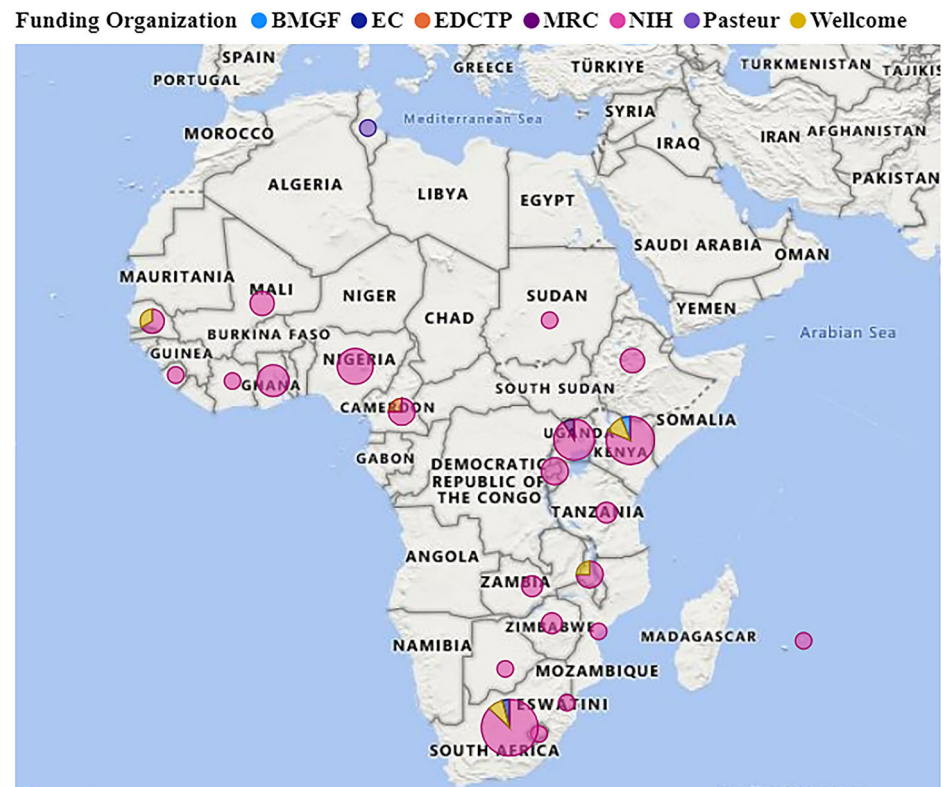 Funding Organization BMGF EC EDCTP MRC NIH Pasteur Wellcome
SPAIN
GREECE
TÜRKIYE
TURKMENISTAN
TAJIKIS
PORTUGAL
SYRIA
Mediterranean Sea
MOROCCO
IRAN
AFGHANISTAN
IRAQ
PAKISTAN
ALGERIA
LIBYA
EGYPT
SAUDI ARABIA
OMAN
MAURITANIA
MALI
NIGER
SUDAN
YEMEN
CHAD
BURKINA FASO
Arabian Sea
GUINEA
NIGERIA
GHANA
SOUTH SUDAN
CAMEROON
SOMALIA
UGANDA
KENYA
GABON
DEMOCRATIC
REPUBLIC OF
THE CONGO
TANZANIA
ANGOLA
ZAMBIA
ZIMBABWE
MADAGASCAR
NAMIBIA
MOZAMBIQUE
ESWATINI
SOUTH AFRICA